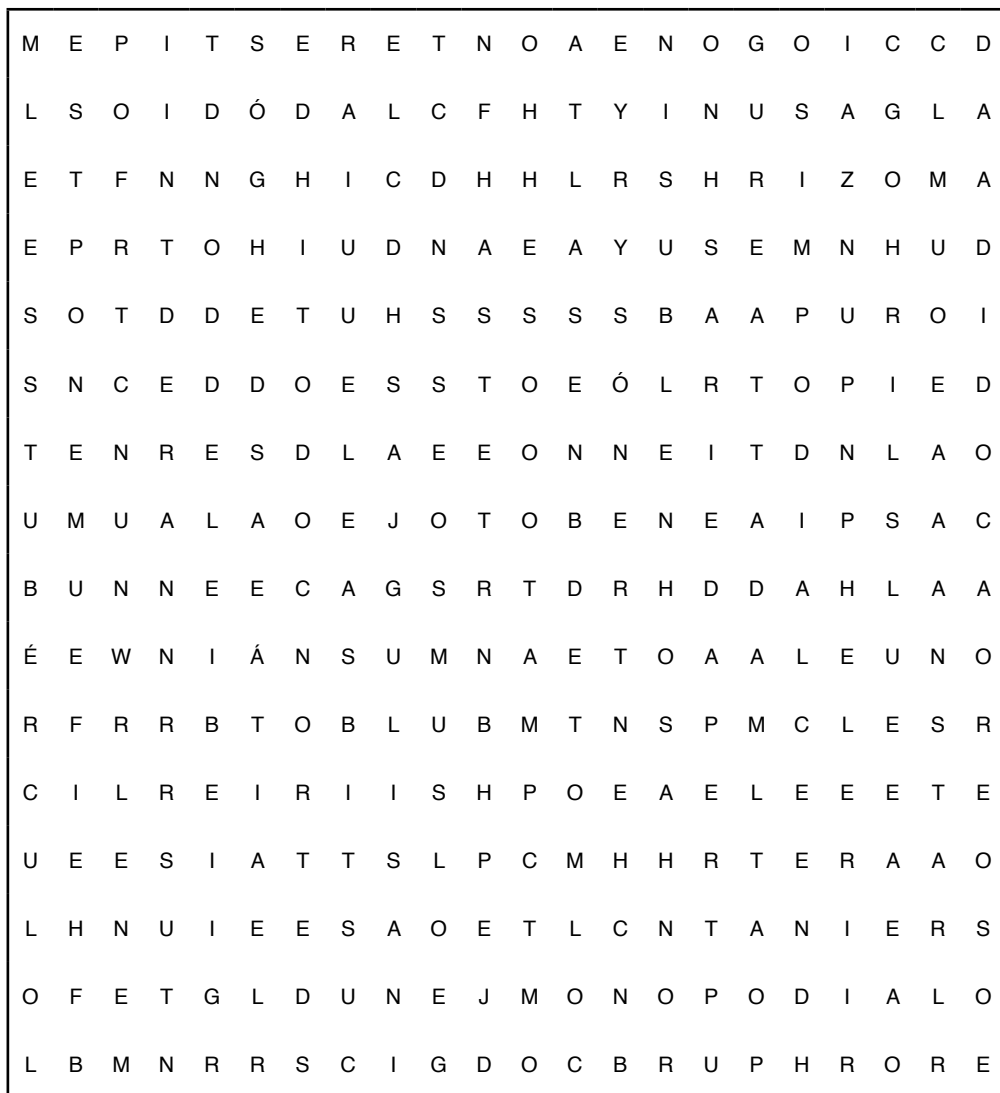 M E P I T S E R E T N O A E N O G O I C C D
L S O I D Ó D A L C F H T Y I N U S A G L A
E T F N N G H I C D H H L R S H R I Z O M A
E P R T O H I U D N A E A Y U S E M N H U D
S O T D D E T U H S S S S S B A A P U R O I
S N C E D D O E S S T O E Ó L R T O P I E D
T E N R E S D L A E E O N N E I T D N L A O
U M U A L A O E J O T O B E N E A I P S A C
B U N N E E C A G S R T D R H D D A H L A A
É E W N I Á N S U M N A E T O A A L E U N O
R F R R B T O B L U B M T N S P M C L E S R
C I L R E I R I I S H P O E A E L E E E T E
U E E S I A T T S L P C M H H R T E R A A O
L H N U I E E S A O E T L C N T A N I E R S
O F E T G L D U N E J M O N O P O D I A L O
L B M N R R S C I G D O C B R U P H R O R E